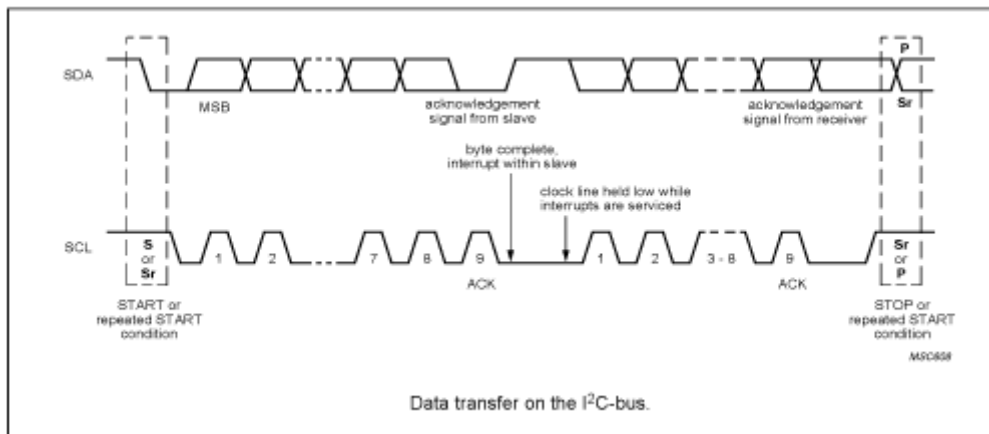 P
SDA
MSB
acknowledgement
signal from slave
acknowledgement
signal from receiver
Sr
byte complete,
interrupt within slave
clock line held low while
interrupts are serviced
SCL
S
or
Sr
1
2
7
8
9
1
2
3 - 8
9
Sr
or
P
ACK
ACK
START or
repeated START
condition
STOP or
repeated START
condition
MSC608
Data transfer on the I²C-bus.